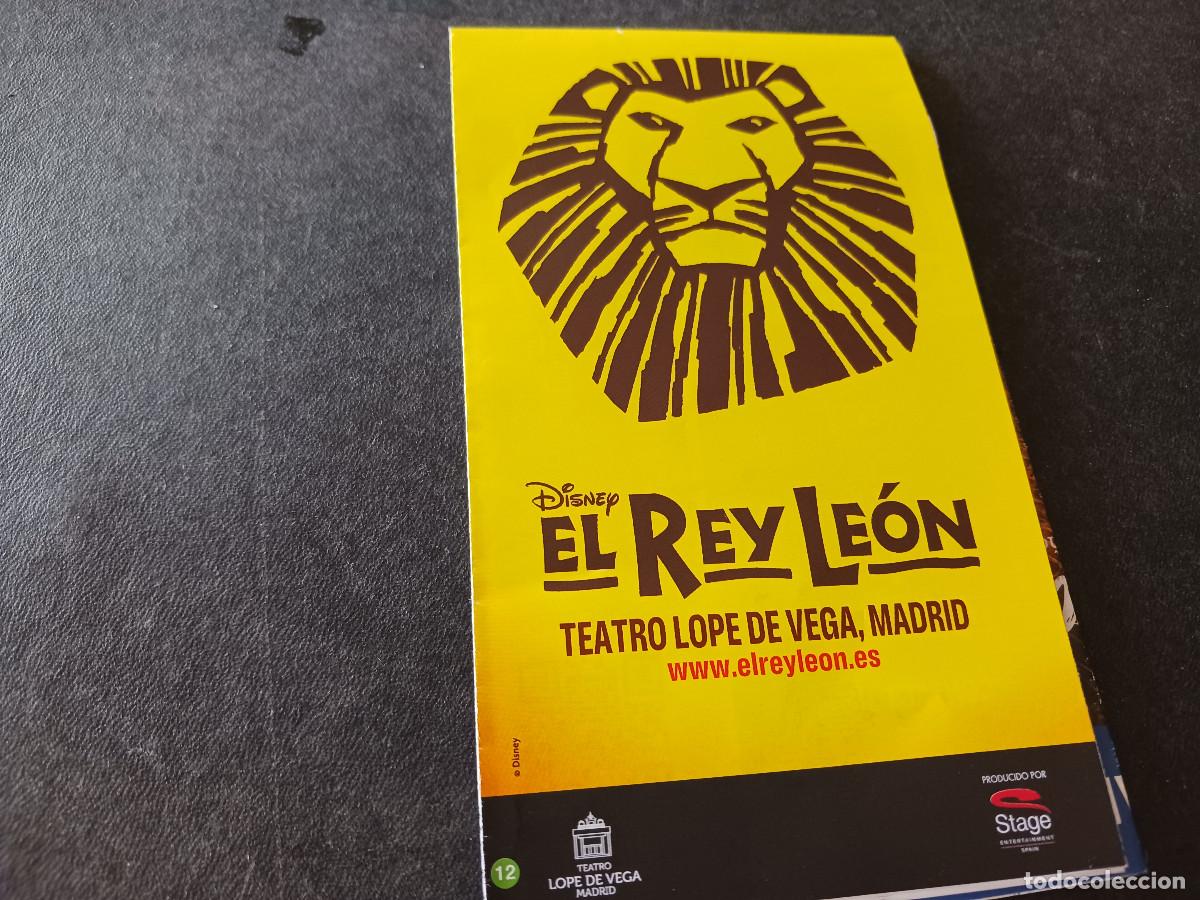 Disney
EL REY LEÓN
TEATRO LOPE DE VEGA, MADRID
www.elreyleon.es
© Disney
PRODUCIDO POR
Stage
ENTERTAINMENT
SPAIN
12
TEATRO
LOPE DE VEGA
MADRID
todocoleccion